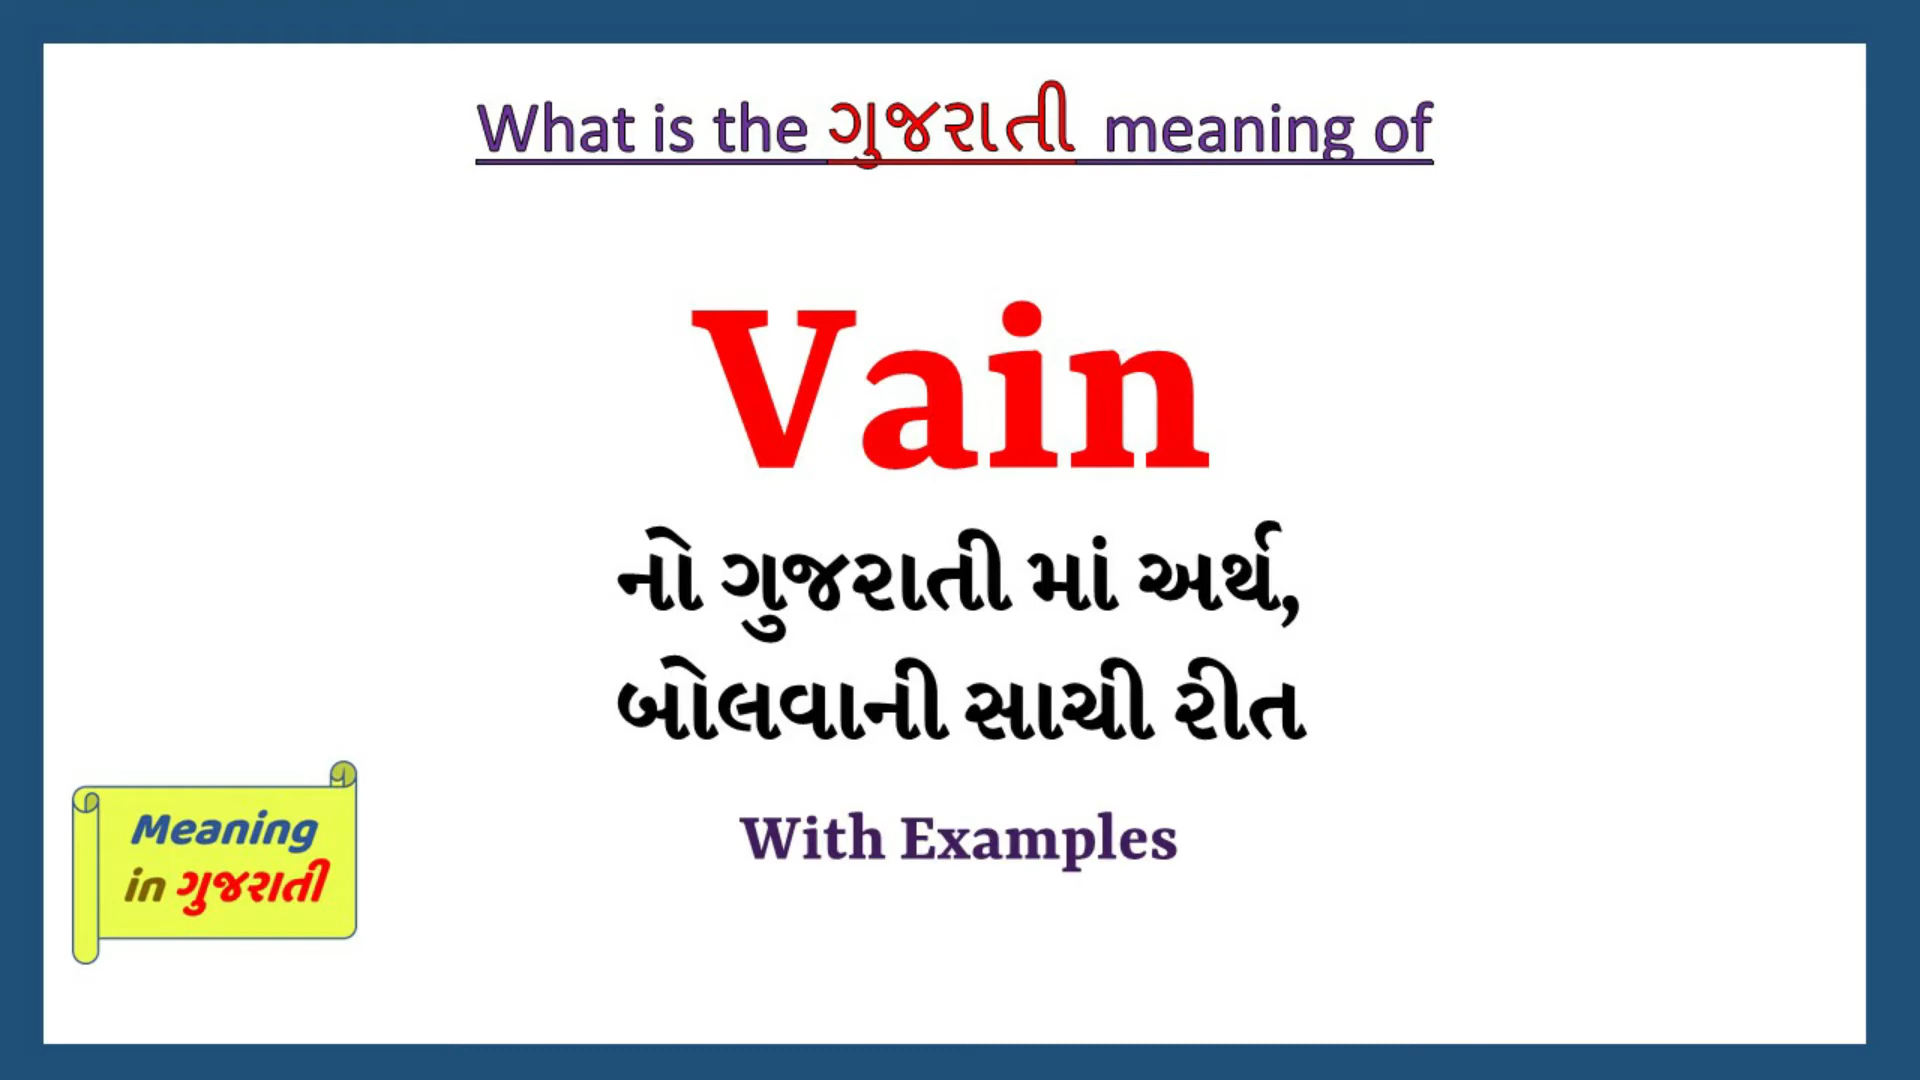 What is the ગુજરાતી meaning of
Vain
નો ગુજરાતી માં અર્થ,
બોલવાની સાચી રીત
With Examples
Meaning
in ગુજરાતી